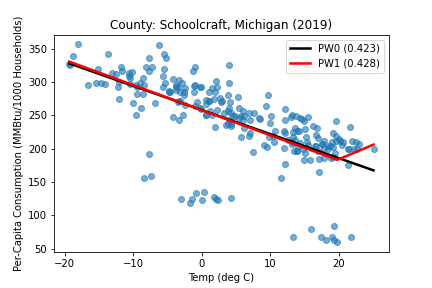 County: Schoolcraft, Michigan (2019)
Per-Capita Consumption (MMBtu/1000 Households)
350
300
250
200
150
100
50
PW0 (0.423)
PW1 (0.428)
−20 −10 0 10 20
Temp (deg C)